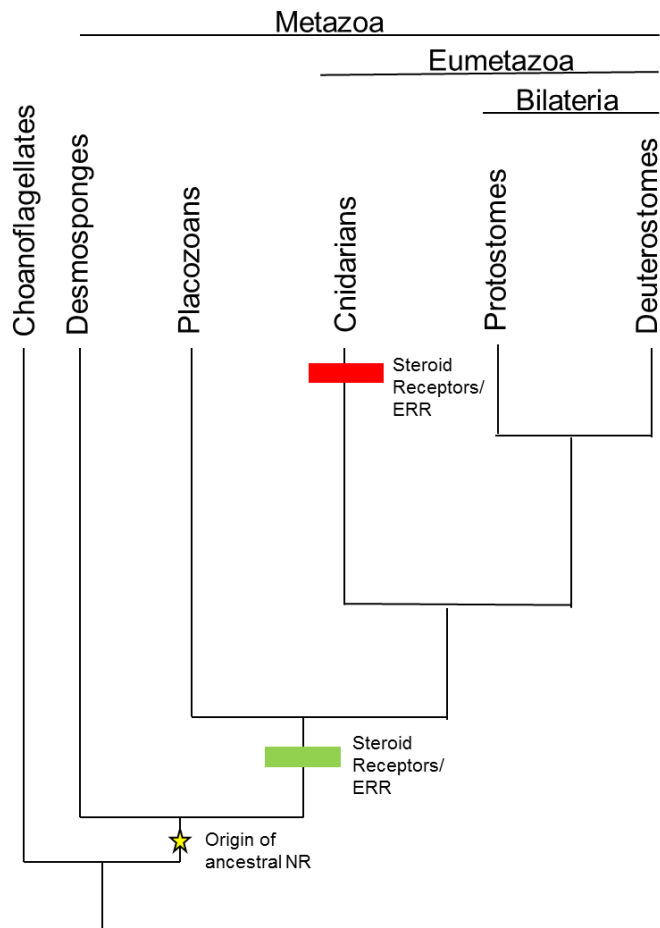 Metazoa
Eumetazoa
Bilateria
Choanoflagellates
Desmosponges
Placozoans
Cnidarians
Protostomes
Deuterostomes
Steroid
Receptors/
ERR
Steroid
Receptors/
ERR
Origin of
ancestral NR